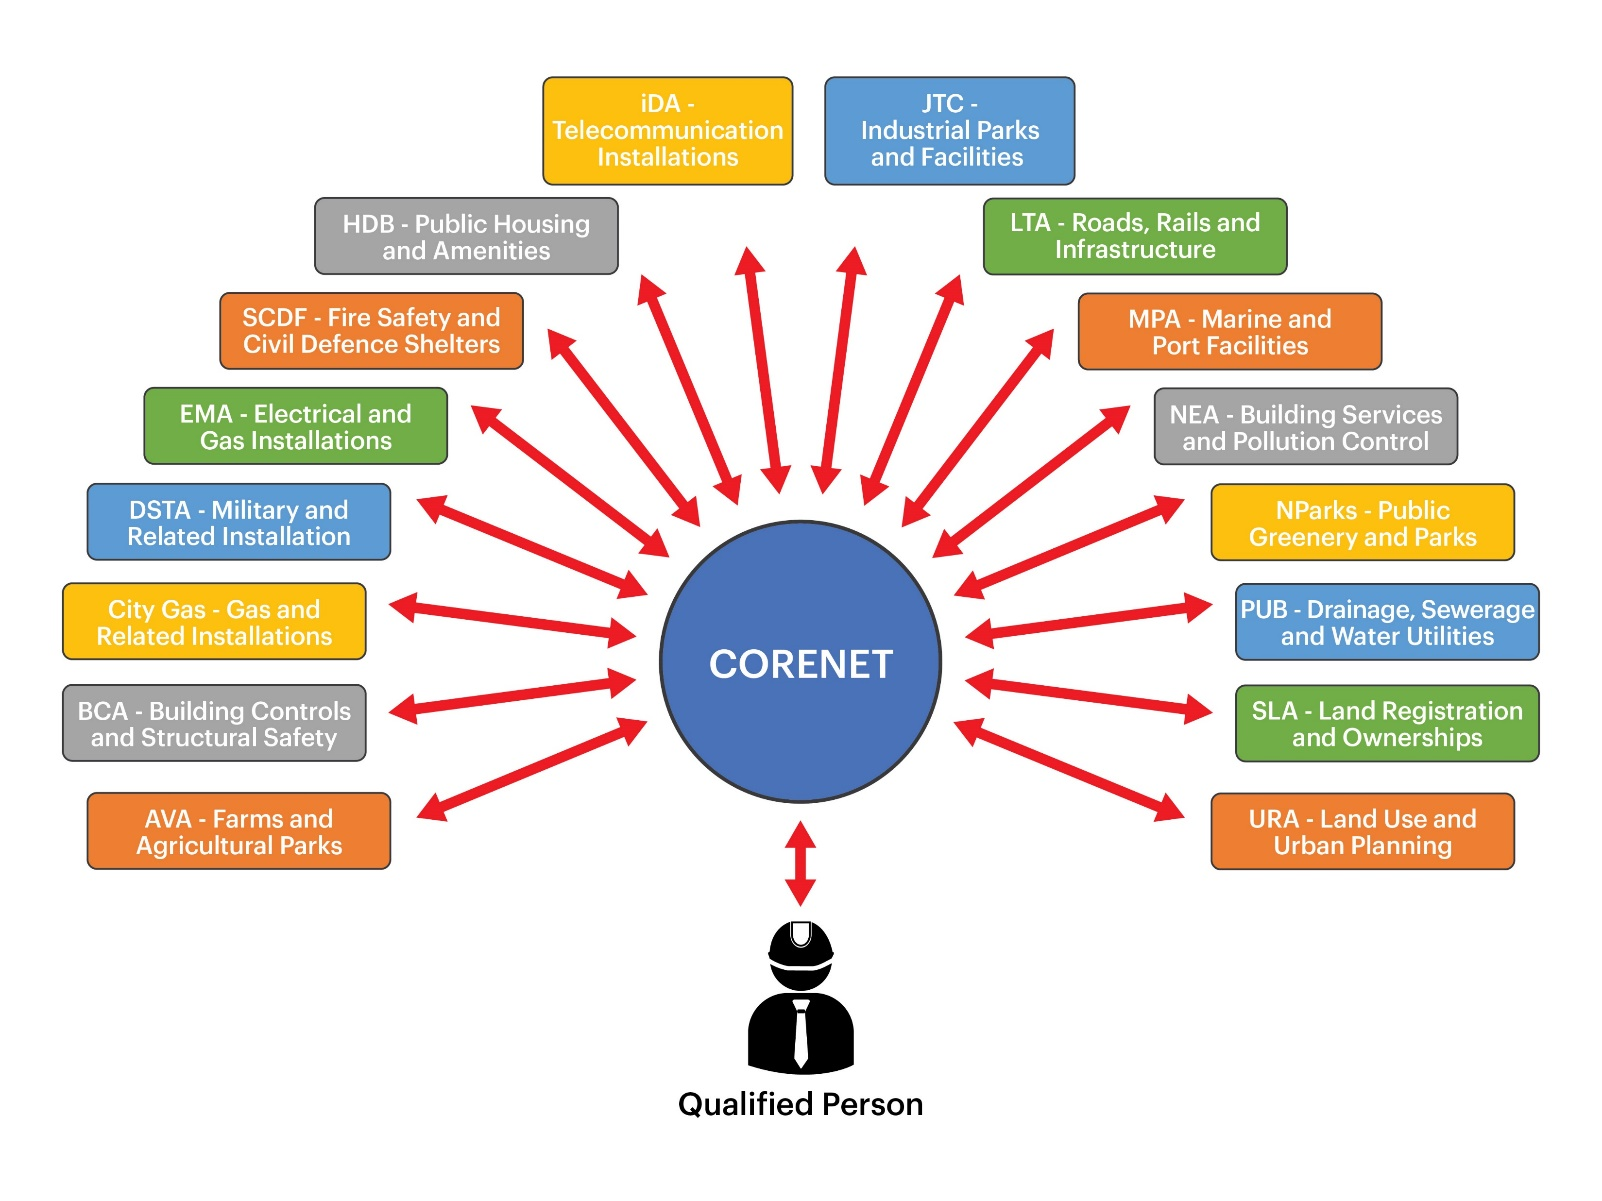 iDA -
Telecommunication
Installations
JTC -
Industrial Parks
and Facilities
HDB - Public Housing
and Amenities
LTA - Roads, Rails and
Infrastructure
SCDF - Fire Safety and
Civil Defence Shelters
MPA - Marine and
Port Facilities
EMA - Electrical and
Gas Installations
NEA - Building Services
and Pollution Control
DSTA - Military and
Related Installation
NParks - Public
Greenery and Parks
City Gas - Gas and
Related Installations
PUB - Drainage, Sewerage
and Water Utilities
CORENET
BCA - Building Controls
and Structural Safety
SLA - Land Registration
and Ownerships
AVA - Farms and
Agricultural Parks
URA - Land Use and
Urban Planning
Qualified Person